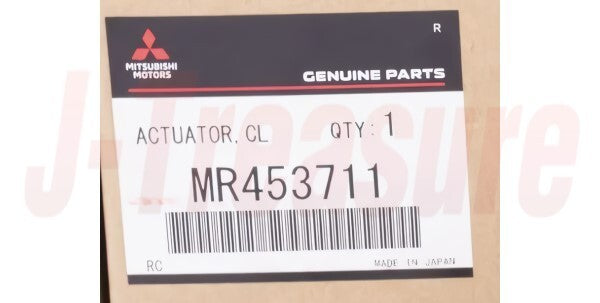 R
MITSUBISHI
MOTORS
GENUINE PARTS
ACTUATOR, CL QTY: 1
MR453711
RC MADE IN JAPAN
J-Treasure